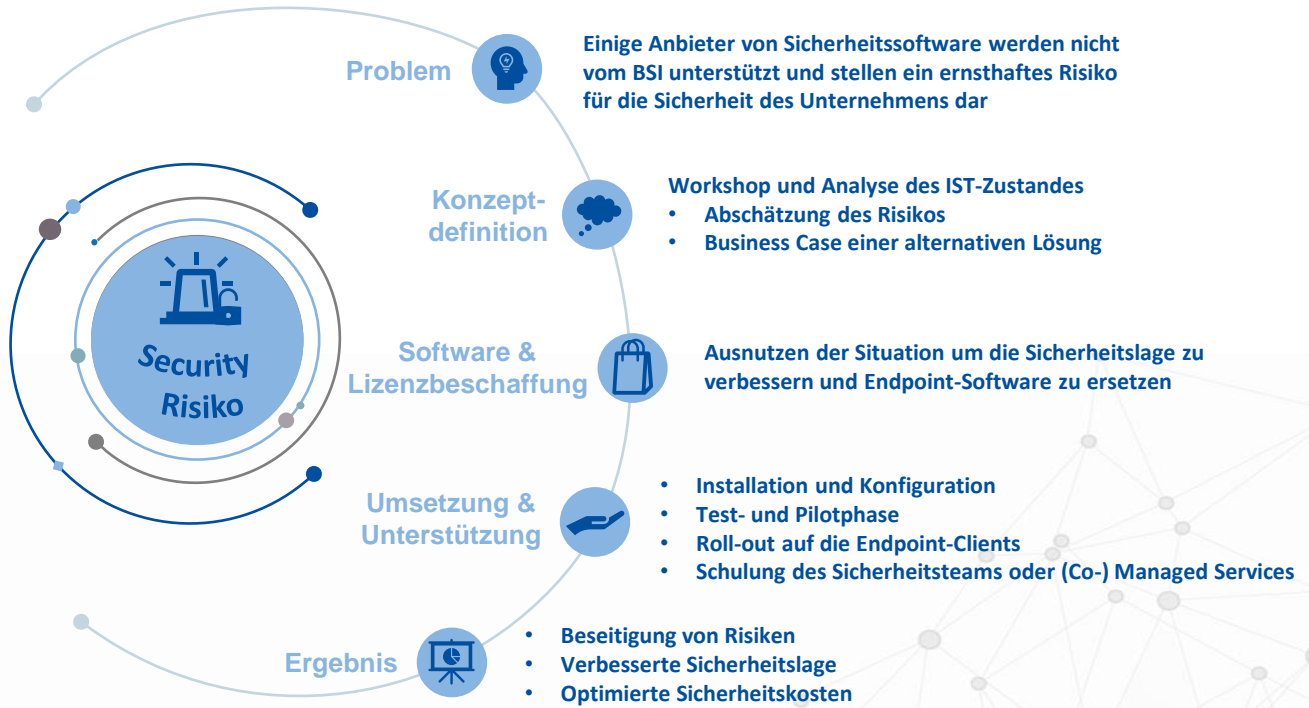 Problem
Einige Anbieter von Sicherheitssoftware werden nicht
vom BSI unterstützt und stellen ein ernsthaftes Risiko
für die Sicherheit des Unternehmens dar
Konzept-
definition
Workshop und Analyse des IST-Zustandes
• Abschätzung des Risikos
• Business Case einer alternativen Lösung
Security
Risiko
Software &
Lizenzbeschaffung
Ausnutzen der Situation um die Sicherheitslage zu
verbessern und Endpoint-Software zu ersetzen
Umsetzung &
Unterstützung
• Installation und Konfiguration
• Test- und Pilotphase
• Roll-out auf die Endpoint-Clients
• Schulung des Sicherheitsteams oder (Co-) Managed Services
Ergebnis
• Beseitigung von Risiken
• Verbesserte Sicherheitslage
• Optimierte Sicherheitskosten